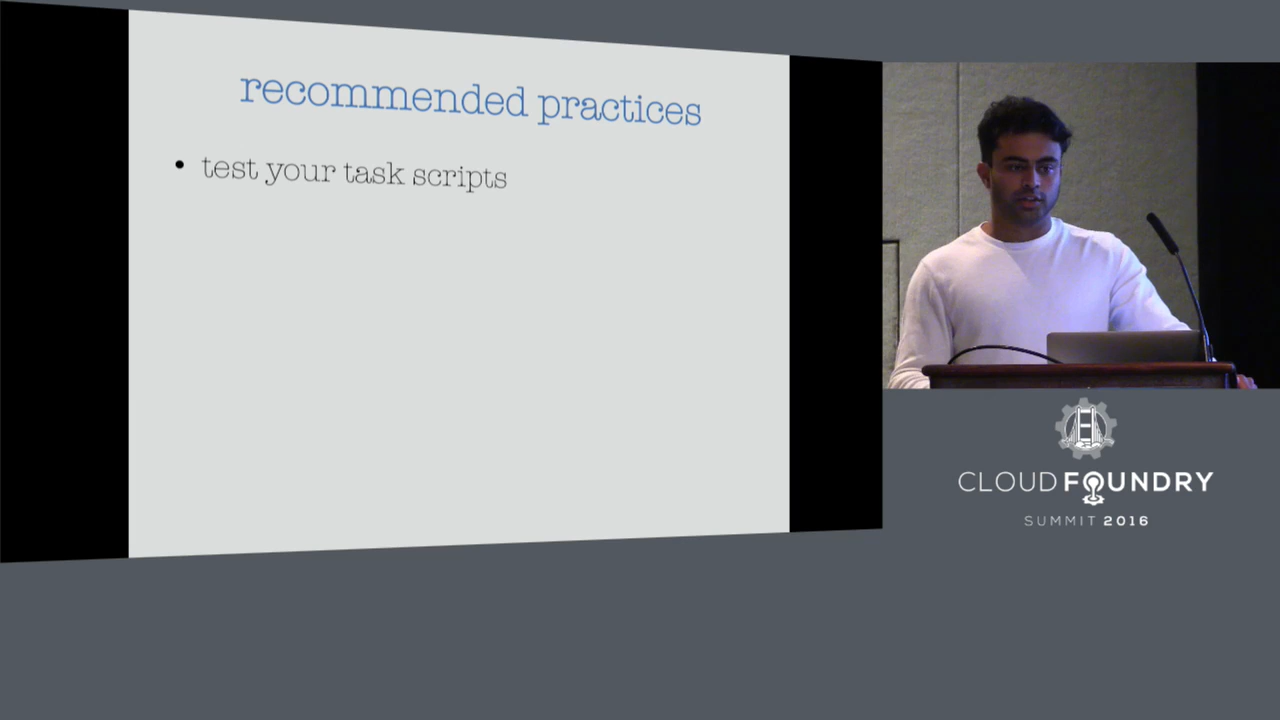 recommended practices
• test your task scripts
CLOUD FOUNDRY
SUMMIT 2016